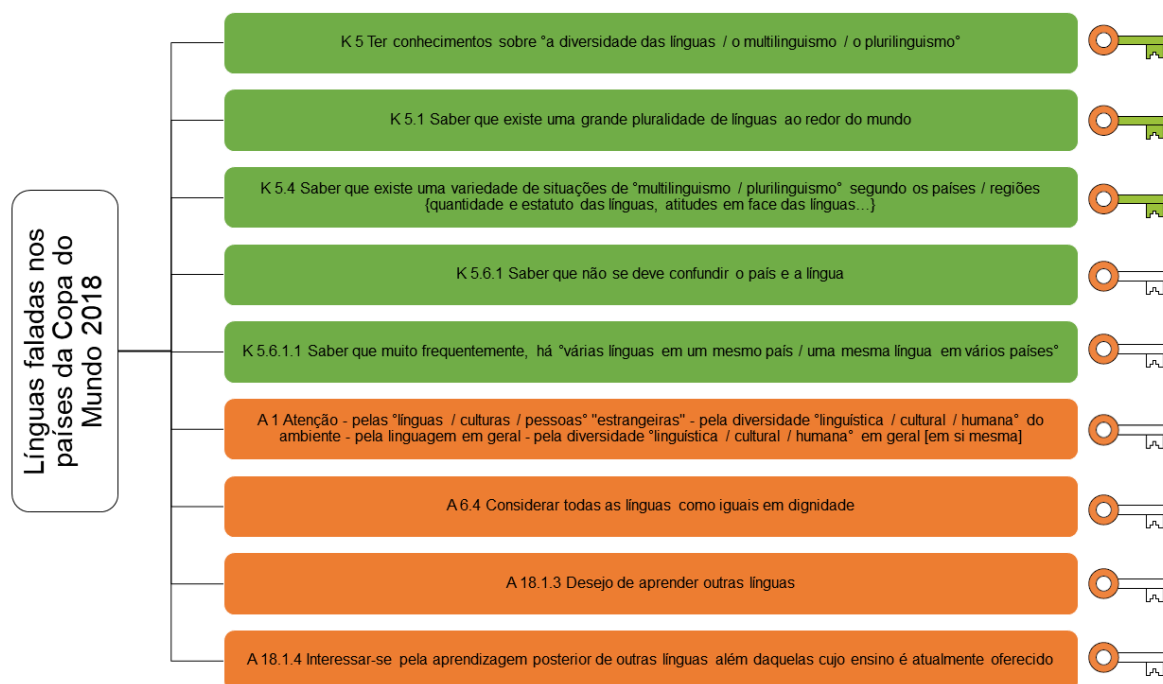 Línguas faladas nos
países da Copa do
Mundo 2018
K 5 Ter conhecimentos sobre °a diversidade das línguas / o multilinguismo / o plurilinguismo°
K 5.1 Saber que existe uma grande pluralidade de línguas ao redor do mundo
K 5.4 Saber que existe uma variedade de situações de °multilinguismo / plurilinguismo° segundo os países / regiões
{quantidade e estatuto das línguas, atitudes em face das línguas…}
K 5.6.1 Saber que não se deve confundir o país e a língua
K 5.6.1.1 Saber que muito frequentemente, há °várias línguas em um mesmo país / uma mesma língua em vários países°
A 1 Atenção - pelas °línguas / culturas / pessoas° "estrangeiras" - pela diversidade °linguística / cultural / humana° do
ambiente - pela linguagem em geral - pela diversidade °linguística / cultural / humana° em geral [em si mesma]
A 6.4 Considerar todas as línguas como iguais em dignidade
A 18.1.3 Desejo de aprender outras línguas
A 18.1.4 Interessar-se pela aprendizagem posterior de outras línguas além daquelas cujo ensino é atualmente oferecido